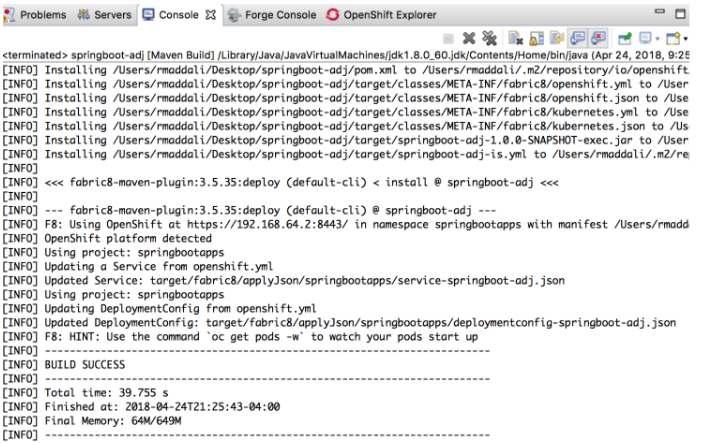 Problems Servers Console Forge Console OpenShift Explorer
<terminated> springboot-adj [Maven Build] /Library/Java/JavaVirtualMachines/jdk1.8.0_60.jdk/Contents/Home/bin/java (Apr 24, 2018, 9:25
[INFO] Installing /Users/rmaddali/Desktop/springboot-adj/pom.xml to /Users/rmaddali/.m2/repository/io/openshift
[INFO] Installing /Users/rmaddali/Desktop/springboot-adj/target/classes/META-INF/fabric8/openshift.yml to /User
[INFO] Installing /Users/rmaddali/Desktop/springboot-adj/target/classes/META-INF/fabric8/openshift.json to /Use
[INFO] Installing /Users/rmaddali/Desktop/springboot-adj/target/classes/META-INF/fabric8/kubernetes.yml to /Use
[INFO] Installing /Users/rmaddali/Desktop/springboot-adj/target/classes/META-INF/fabric8/kubernetes.json to /Us
[INFO] Installing /Users/rmaddali/Desktop/springboot-adj/target/springboot-adj-1.0.0-SNAPSHOT-exec.jar to /User
[INFO] Installing /Users/rmaddali/Desktop/springboot-adj/target/springboot-adj-is.yml to /Users/rmaddali/.m2/re
[INFO]
[INFO] <<< fabric8-maven-plugin:3.5.35:deploy (default-cli) < install @ springboot-adj <<<
[INFO]
[INFO] --- fabric8-maven-plugin:3.5.35:deploy (default-cli) @ springboot-adj ---
[INFO] F8: Using OpenShift at https://192.168.64.2:8443/ in namespace springbootapps with manifest /Users/rmadd
[INFO] OpenShift platform detected
[INFO] Using project: springbootapps
[INFO] Updating a Service from openshift.yml
[INFO] Updated Service: target/fabric8/applyJson/springbootapps/service-springboot-adj.json
[INFO] Using project: springbootapps
[INFO] Updating DeploymentConfig from openshift.yml
[INFO] Updated DeploymentConfig: target/fabric8/applyJson/springbootapps/deploymentconfig-springboot-adj.json
[INFO] F8: HINT: Use the command `oc get pods -w` to watch your pods start up
[INFO] ------------------------------------------------------------------------
[INFO] BUILD SUCCESS
[INFO] ------------------------------------------------------------------------
[INFO] Total time: 39.755 s
[INFO] Finished at: 2018-04-24T21:25:43-04:00
[INFO] Final Memory: 64M/649M
[INFO] ------------------------------------------------------------------------